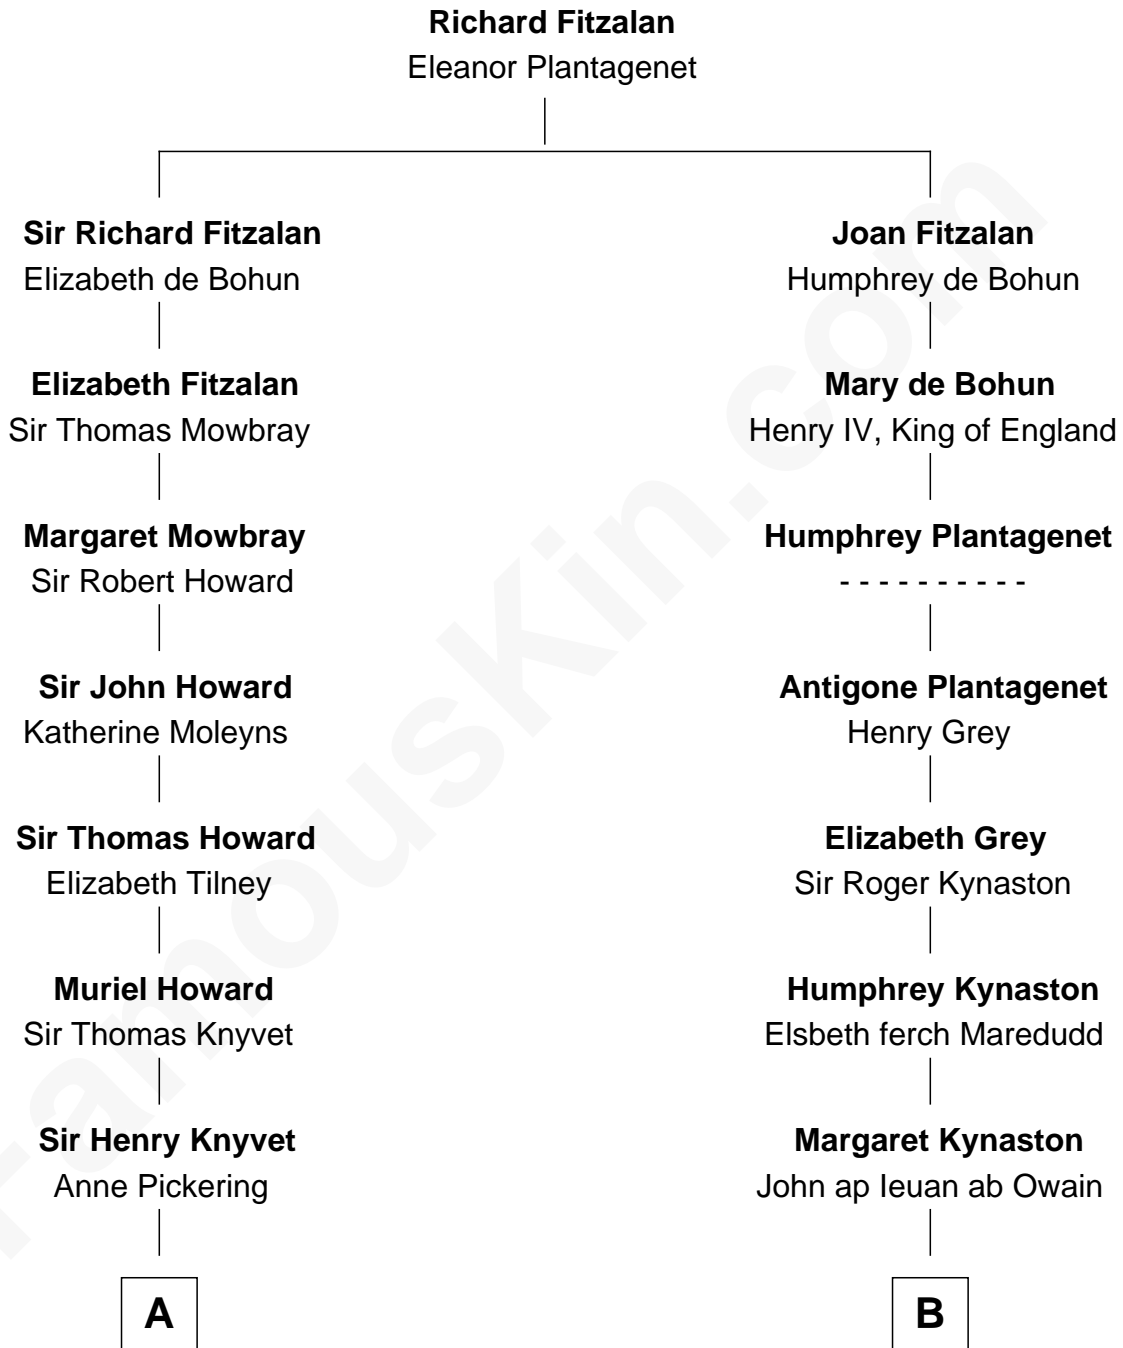 Richard Fitzalan
Eleanor Plantagenet
Sir Richard Fitzalan
Elizabeth de Bohun
Joan Fitzalan
Humphrey de Bohun
Elizabeth Fitzalan
Sir Thomas Mowbray
Mary de Bohun
Henry IV, King of England
Margaret Mowbray
Sir Robert Howard
Humphrey Plantagenet
- - - - - - - - - -
Sir John Howard
Katherine Moleyns
Antigone Plantagenet
Henry Grey
Sir Thomas Howard
Elizabeth Tilney
Elizabeth Grey
Sir Roger Kynaston
Muriel Howard
Sir Thomas Knyvet
Humphrey Kynaston
Elsbeth ferch Maredudd
Sir Henry Knyvet
Anne Pickering
Margaret Kynaston
John ap Ieuan ab Owain
A
B
FamousKin.com